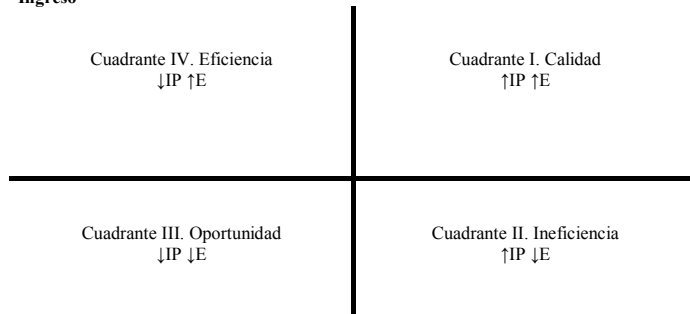 Ingreso
Cuadrante IV. Eficiencia
↓IP ↑E
Cuadrante I. Calidad
↑IP ↑E
Cuadrante III. Oportunidad
↓IP ↓E
Cuadrante II. Ineficiencia
↑IP ↓E